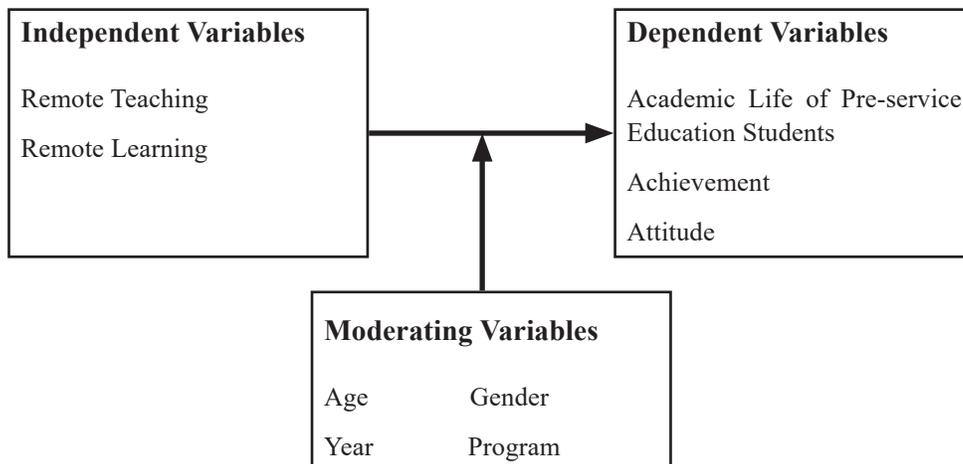 Independent Variables
Remote Teaching
Remote Learning
Dependent Variables
Academic Life of Pre-service
Education Students
Achievement
Attitude
Moderating Variables
Age Gender
Year Program